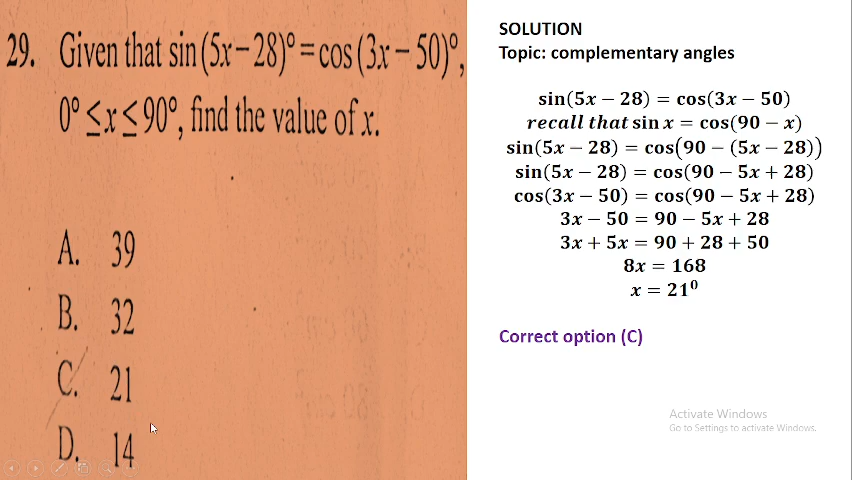 29. Given that sin (5x – 28)° = cos (3x – 50)°,
0° ≤ x ≤ 90°, find the value of x.
A. 39
B. 32
C. 21
D. 14
SOLUTION
Topic: complementary angles
sin(5x − 28) = cos(3x − 50)
recall that sin x = cos(90 − x)
sin(5x − 28) = cos(90 − (5x − 28))
sin(5x − 28) = cos(90 − 5x + 28)
cos(3x − 50) = cos(90 − 5x + 28)
3x − 50 = 90 − 5x + 28
3x + 5x = 90 + 28 + 50
8x = 168
x = 21⁰
Correct option (C)
Activate Windows
Go to Settings to activate Windows.